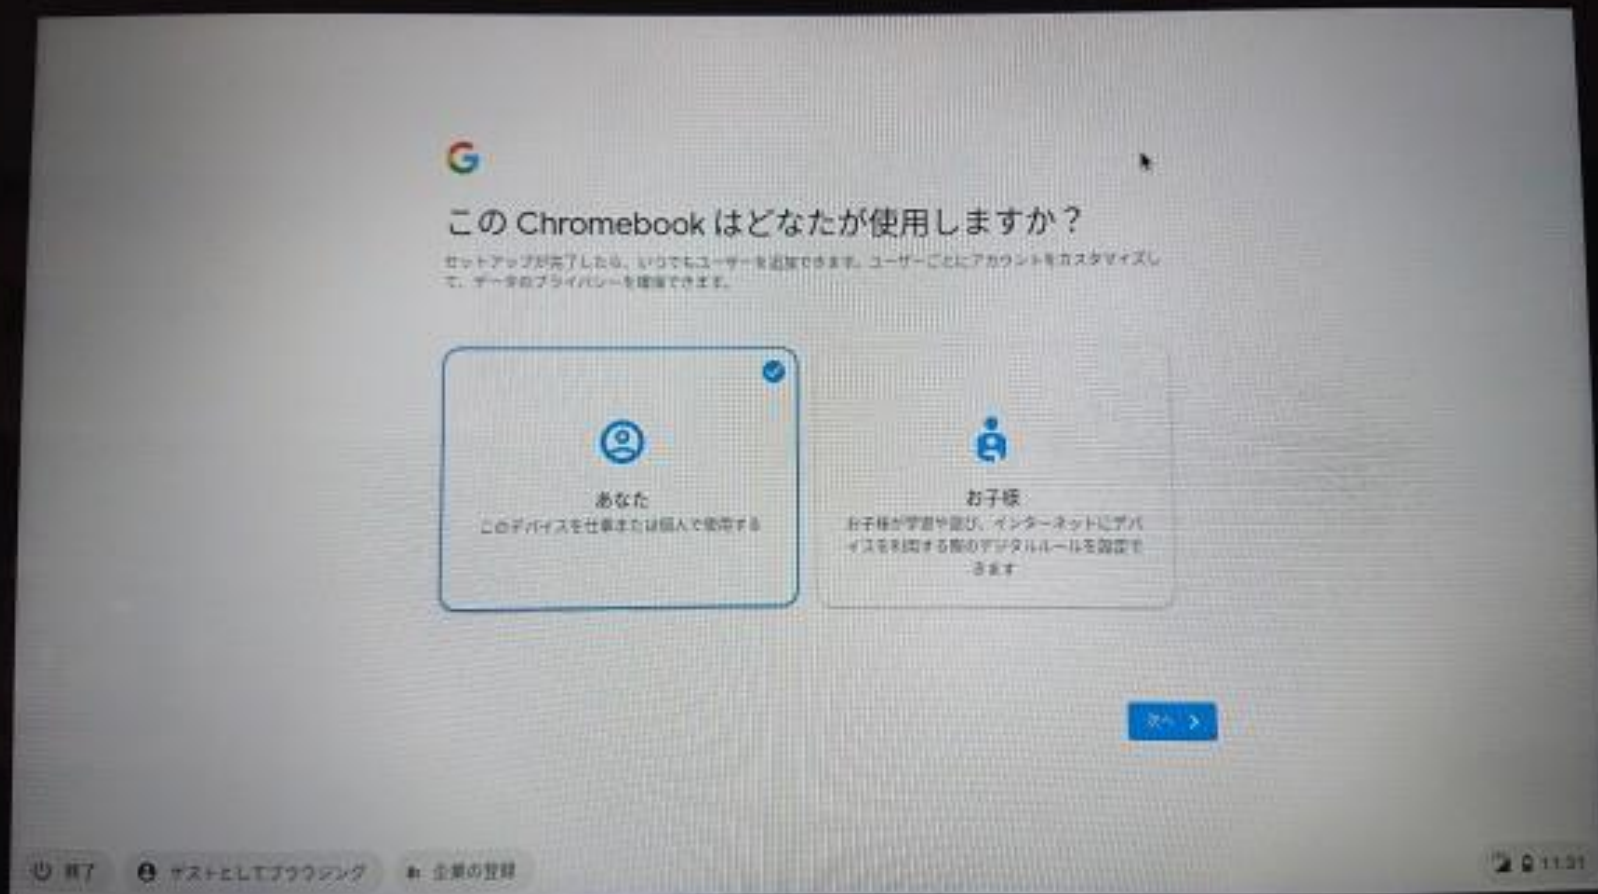 この Chromebook はどなたが使用しますか？
セットアップが完了したら、いつでもユーザーを追加できます。ユーザーごとにアカウントをカスタマイズし
て、データのプライバシーを確保できます。
あなた
このデバイスを仕事または個人で使用する
お子様
お子様が学習や遊び、インターネットにデバ
イスを利用する際のデジタルルールを設定で
きます
次へ
終了
ゲストとしてブラウジング
企業の登録
11:31